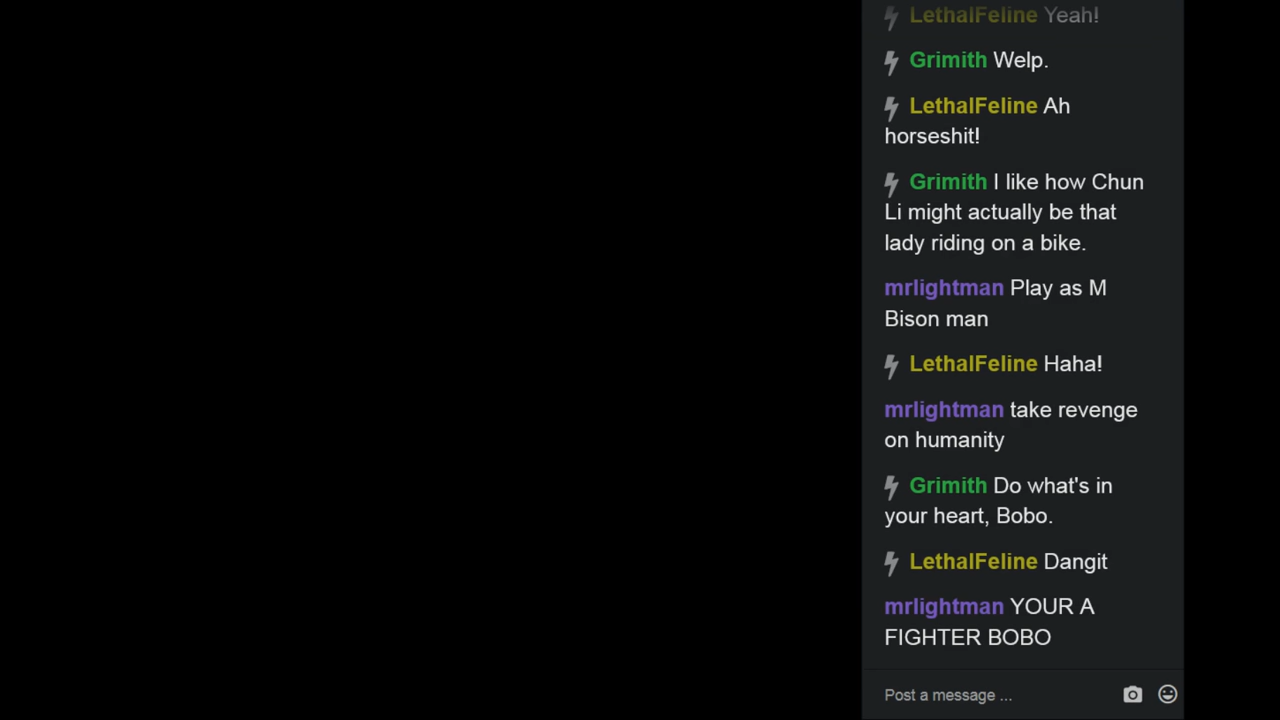 LethalFeline Yeah!
Grimith Welp.
LethalFeline Ah
horseshit!
Grimith I like how Chun
Li might actually be that
lady riding on a bike.
mrlightman Play as M
Bison man
LethalFeline Haha!
mrlightman take revenge
on humanity
Grimith Do what's in
your heart, Bobo.
LethalFeline Dangit
mrlightman YOUR A
FIGHTER BOBO
Post a message ...